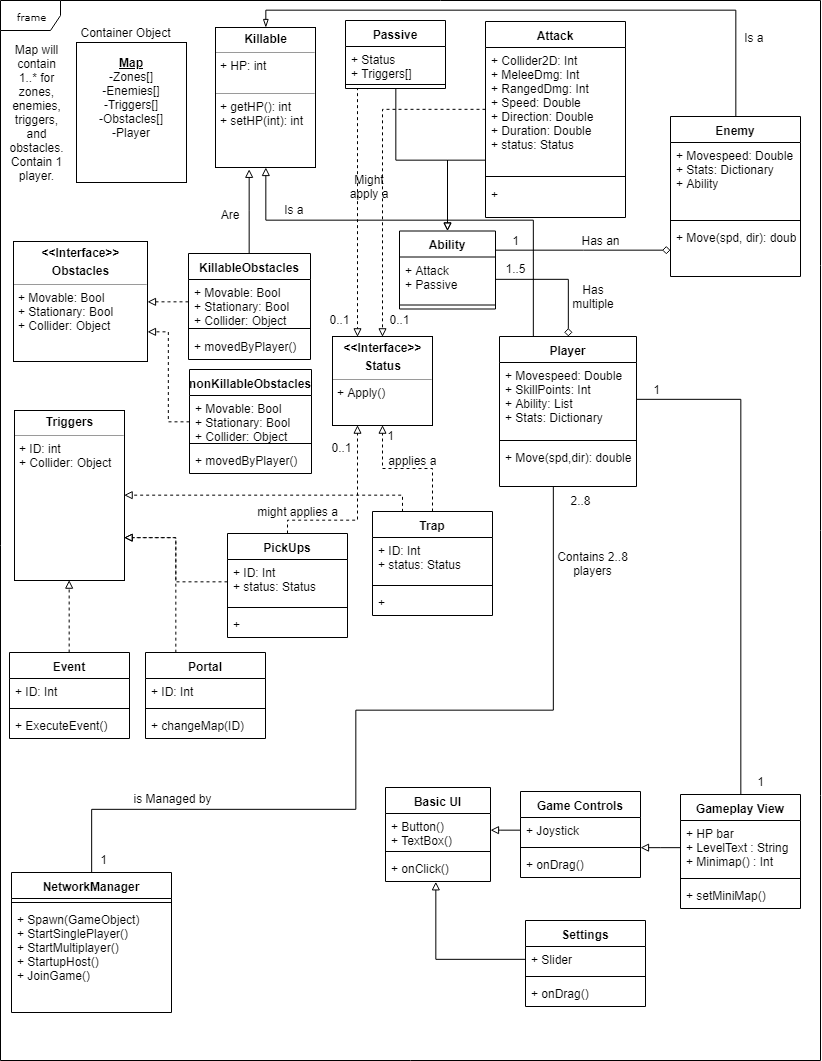 frame
Map will
contain
1..* for
zones,
enemies,
triggers,
and
obstacles.
Contain 1
player.
Container Object
Map
-Zones[]
-Enemies[]
-Triggers[]
-Obstacles[]
-Player
Killable
+ HP: int
+ getHP(): int
+ setHP(int): int
Passive
+ Status
+ Triggers[]
Attack
+ Collider2D: Int
+ MeleeDmg: Int
+ RangedDmg: Int
+ Speed: Double
+ Direction: Double
+ Duration: Double
+ status: Status
+
Is a
Enemy
+ Movespeed: Double
+ Stats: Dictionary
+ Ability
+ Move(spd, dir): doub
Might
apply a
Are
Is a
Ability
+ Attack
+ Passive
1
Has an
1..5
Has
multiple
<<Interface>>
Obstacles
+ Movable: Bool
+ Stationary: Bool
+ Collider: Object
KillableObstacles
+ Movable: Bool
+ Stationary: Bool
+ Collider: Object
+ movedByPlayer()
0..1
0..1
<<Interface>>
Status
+ Apply()
nonKillableObstacles
+ Movable: Bool
+ Stationary: Bool
+ Collider: Object
+ movedByPlayer()
Player
+ Movespeed: Double
+ SkillPoints: Int
+ Ability: List
+ Stats: Dictionary
+ Move(spd,dir): double
1
Triggers
+ ID: int
+ Collider: Object
0..1
1
applies a
might applies a
2..8
Trap
+ ID: Int
+ status: Status
+
PickUps
+ ID: Int
+ status: Status
+
Contains 2..8
players
Event
+ ID: Int
+ ExecuteEvent()
Portal
+ ID: Int
+ changeMap(ID)
is Managed by
1
1
Basic UI
+ Button()
+ TextBox()
+ onClick()
Game Controls
+ Joystick
+ onDrag()
Gameplay View
+ HP bar
+ LevelText : String
+ Minimap() : Int
+ setMiniMap()
NetworkManager
+ Spawn(GameObject)
+ StartSinglePlayer()
+ StartMultiplayer()
+ StartupHost()
+ JoinGame()
Settings
+ Slider
+ onDrag()